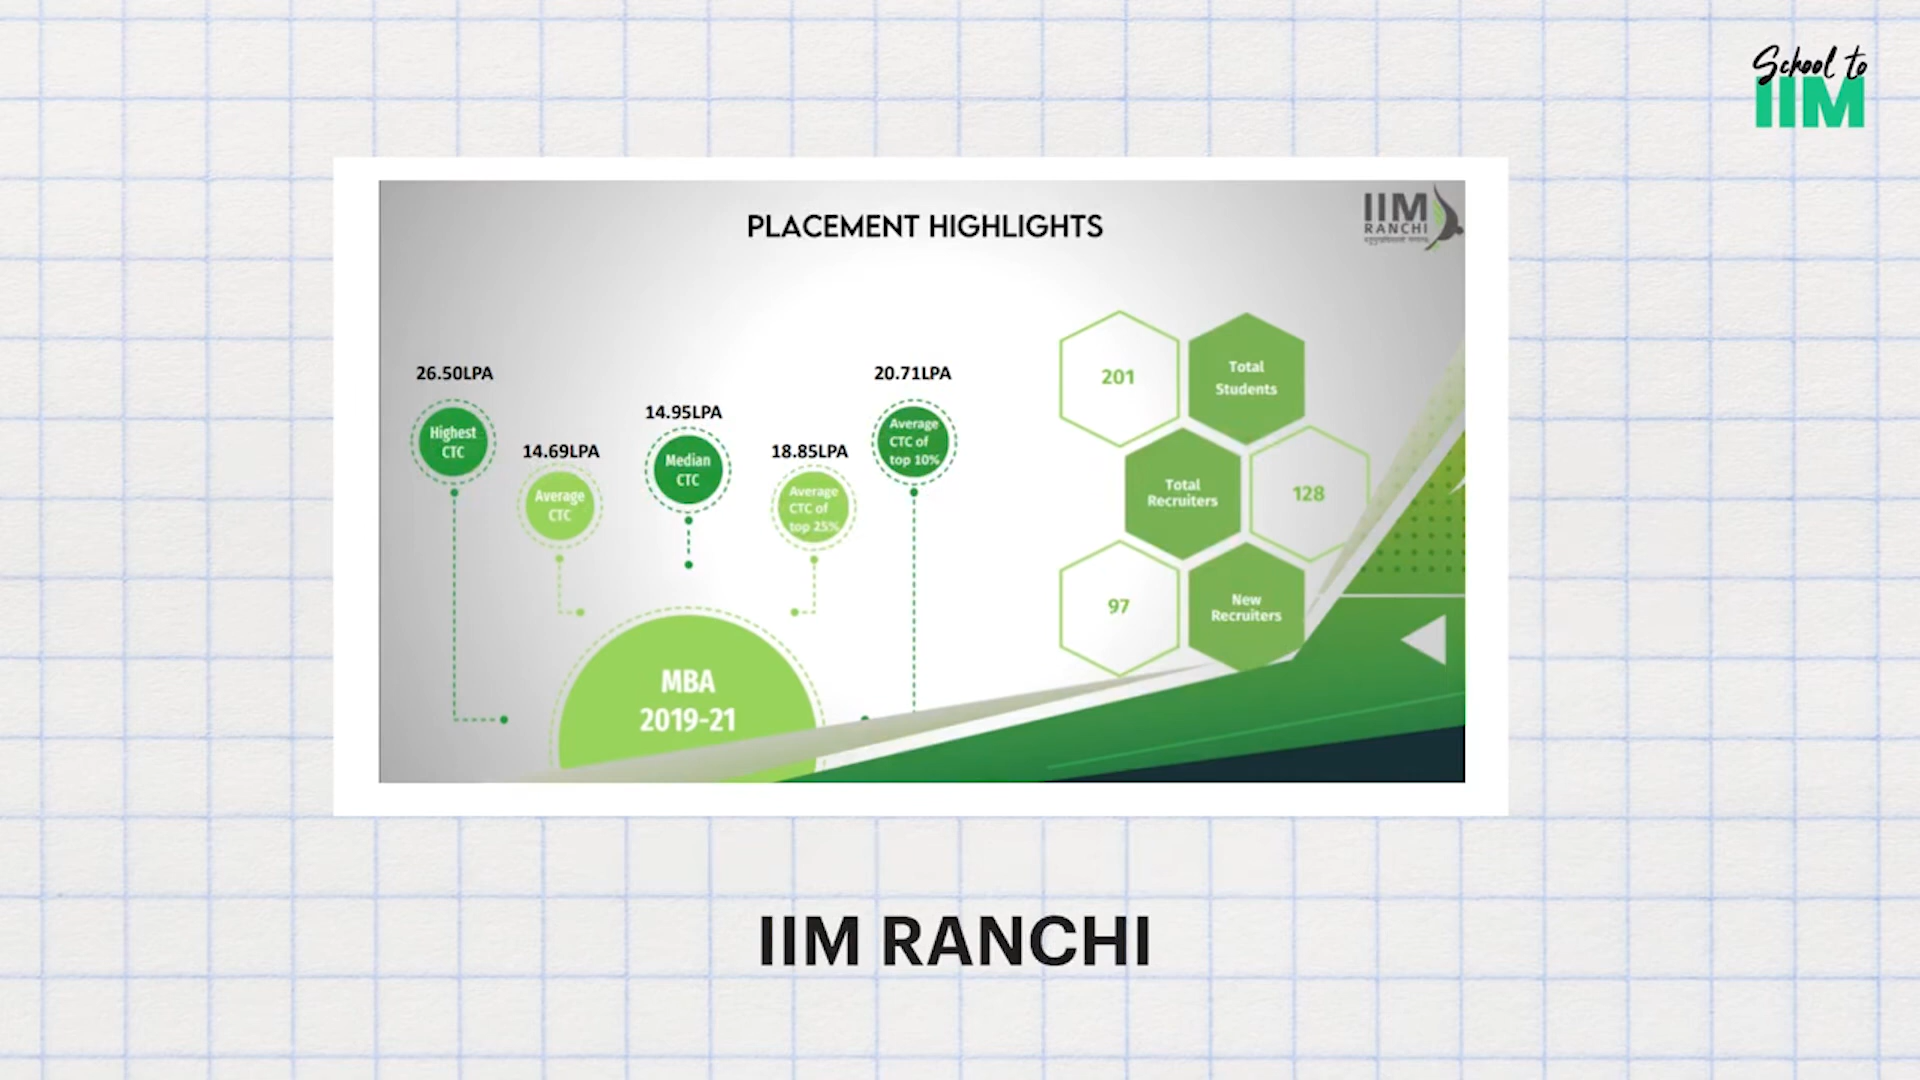 School to
IIM
PLACEMENT HIGHLIGHTS
IIM
RANCHI
26.50LPA
Highest
CTC
14.69LPA
Average
CTC
14.95LPA
Median
CTC
18.85LPA
Average
CTC of
top 25%
20.71LPA
Average
CTC of
top 10%
MBA
2019-21
201
Total
Students
Total
Recruiters
128
97
New
Recruiters
IIM RANCHI